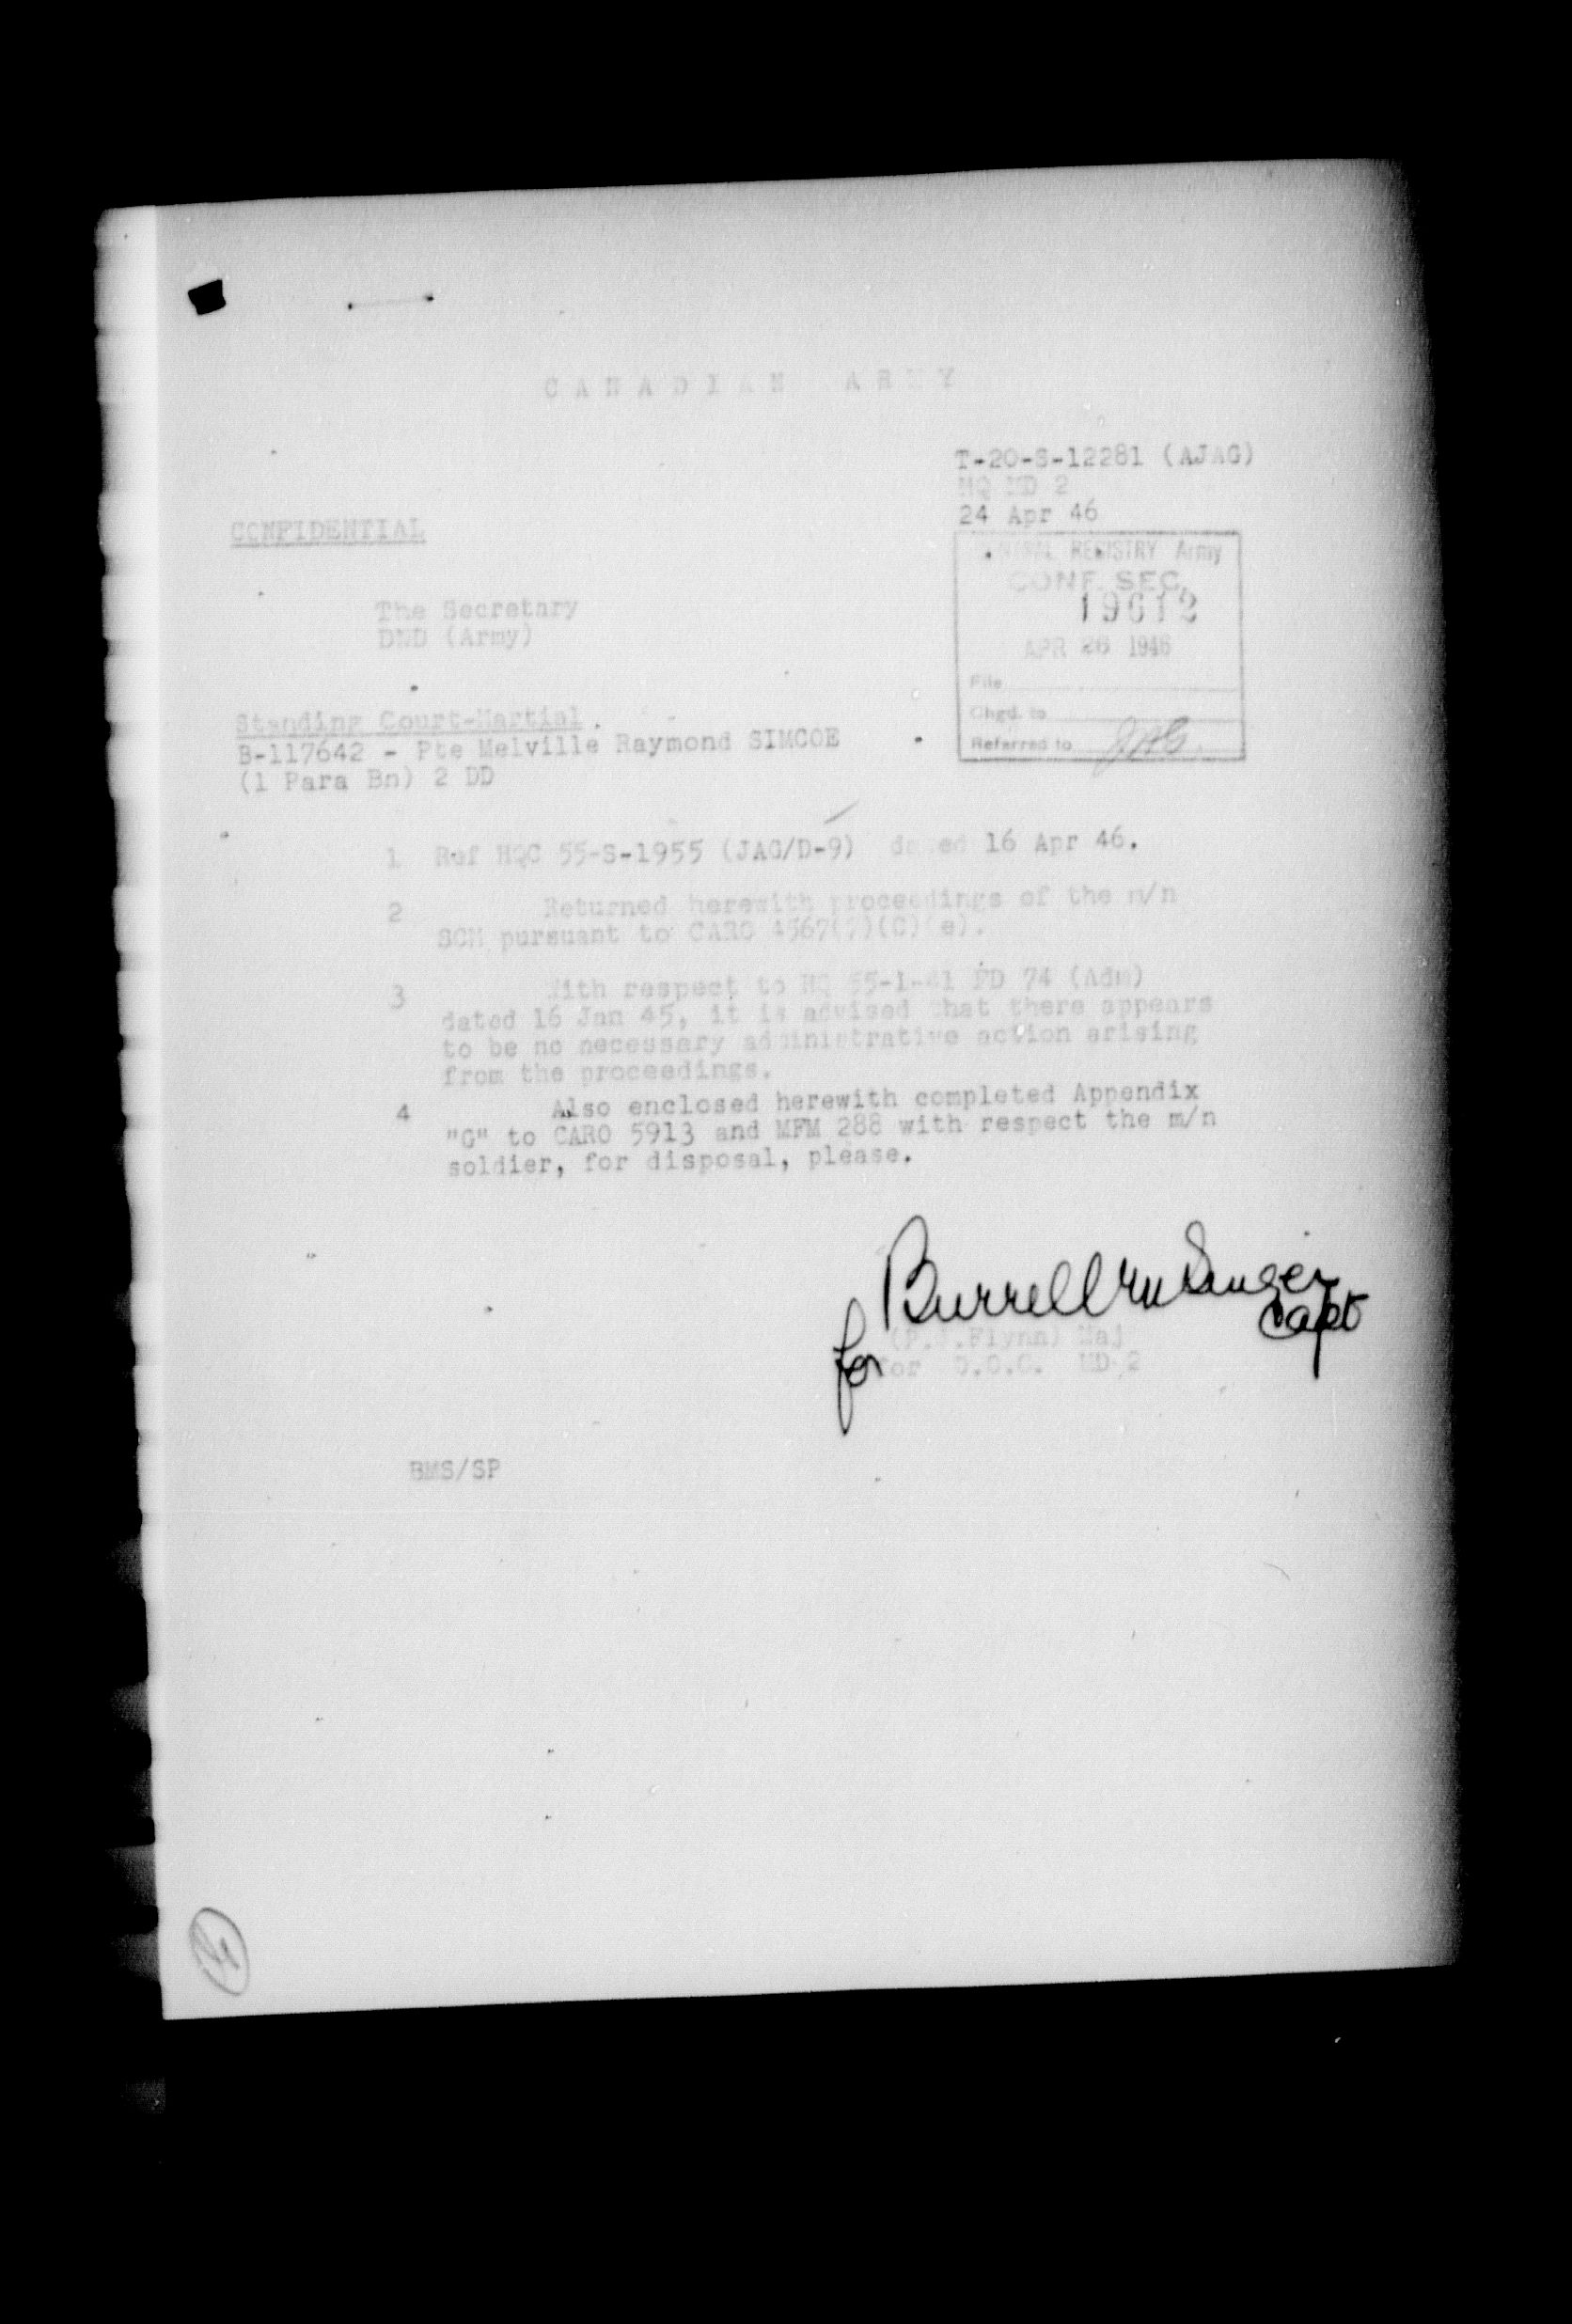 CANADIAN ARMY
T-20-S-12281 (AJAG)
HQ MD 2
24 Apr 46
CONFIDENTIAL
REGISTRY Army
CONF. SEC.
19612
APR 26 1946
File
Chgd. to
Referred to JAG
The Secretary
DND (Army)
Standing Court-Martial
B-117642 - Pte Melville Raymond SIMCOE
(1 Para Bn) 2 DD
1 Ref HQC 55-S-1955 (JAG/D-9) dated 16 Apr 46.
2 Returned herewith proceedings of the m/n
SCM pursuant to CARO 4567(7)(C)(e).
3 With respect to HQ 55-1-41 FD 74 (Adm)
dated 16 Jan 45, it is advised that there appears
to be no necessary administrative action arising
from the proceedings.
4 Also enclosed herewith completed Appendix
"G" to CARO 5913 and MFM 288 with respect the m/n
soldier, for disposal, please.
Burrell M Singer
Capt
for
(P. .Flynn) Maj
for D.O.C. MD 2
BMS/SP